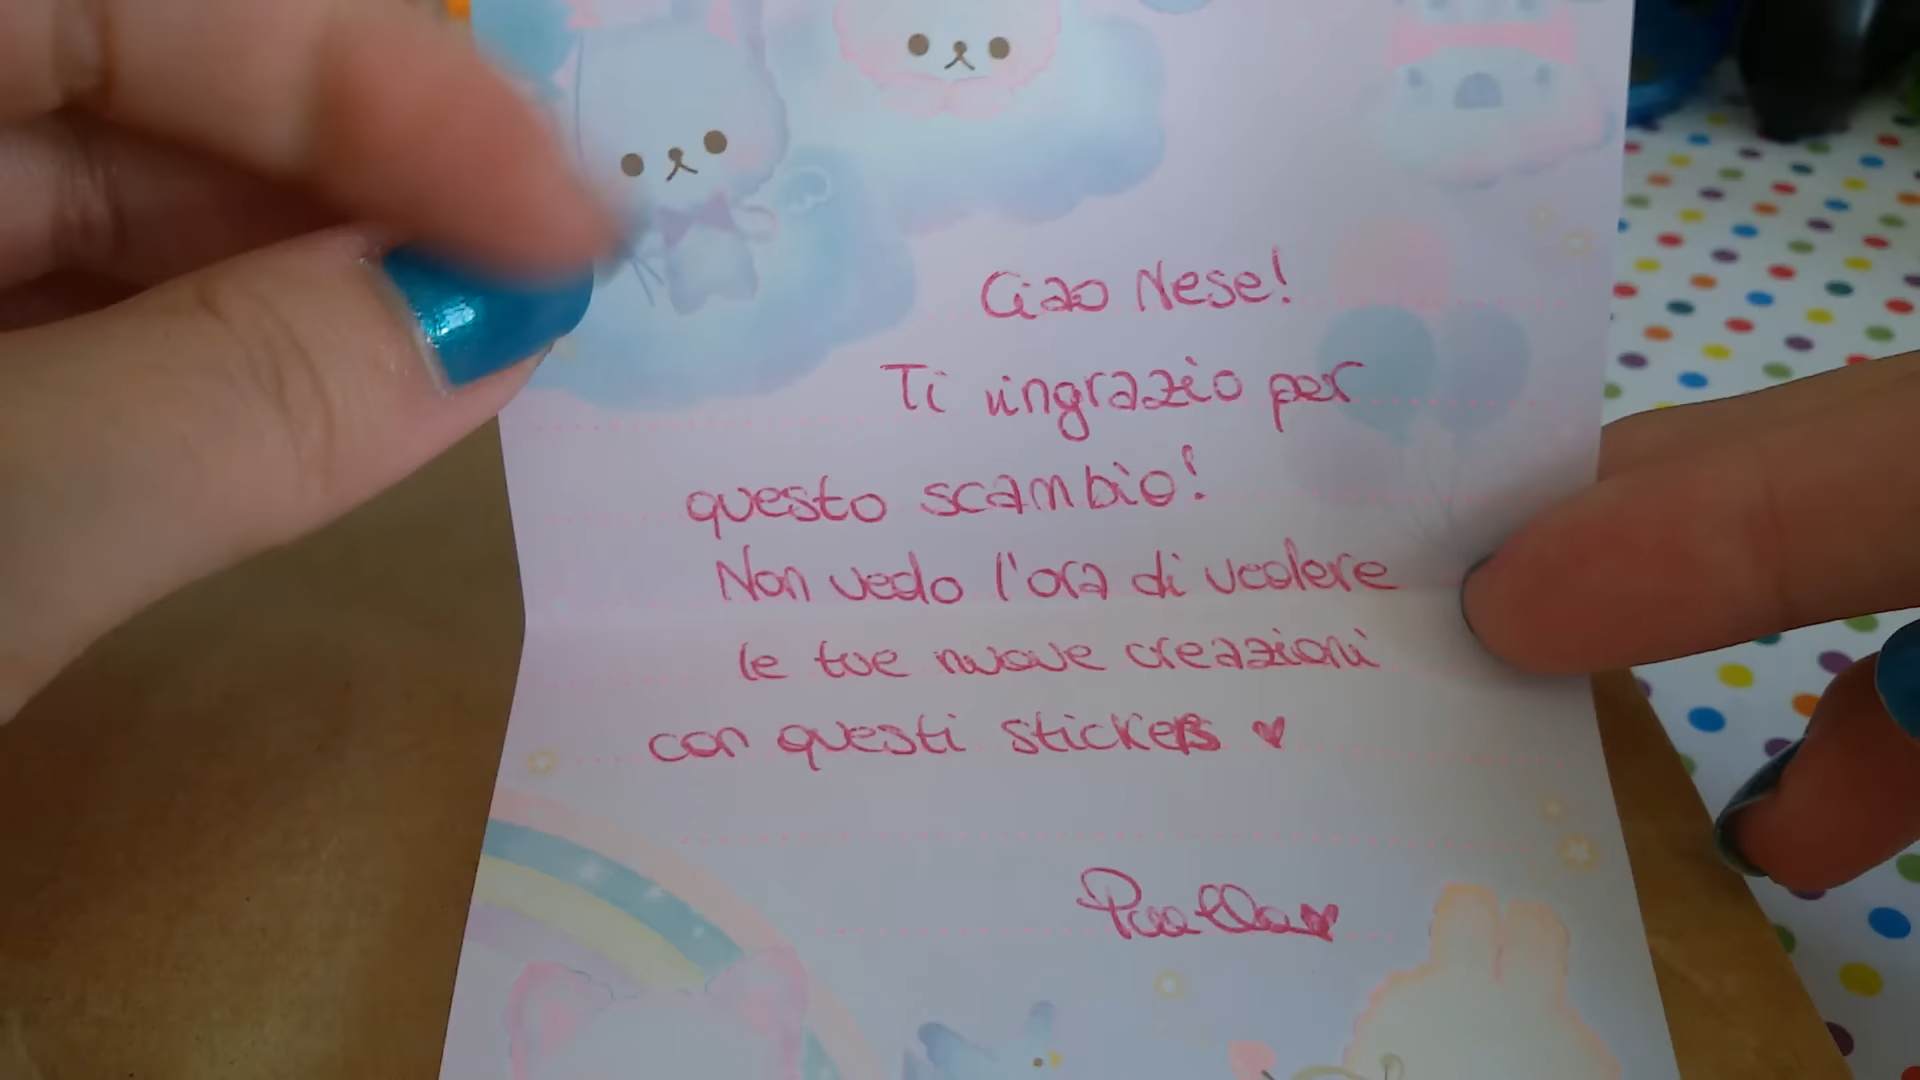 Ciao Nese!
Ti ringrazio per
questo scambio!
Non vedo l'ora di vedere
le tue nuove creazioni
con questi stickers ♥